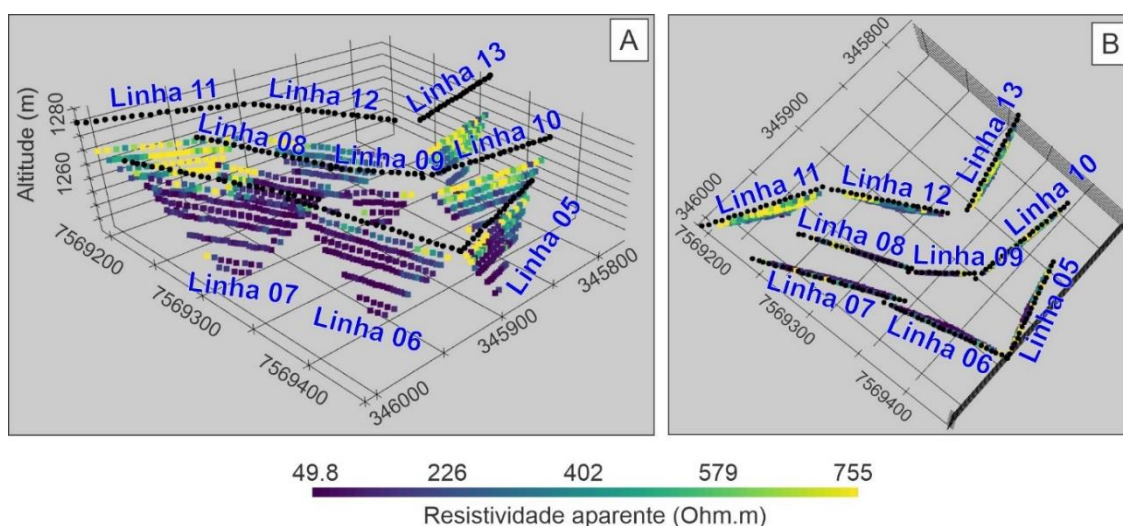 A
Linha 13
Linha 11
Linha 12
Linha 10
Linha 08
Linha 09
Linha 05
Linha 07
Linha 06
Altitude (m)
1280
1260
7569200
7569300
7569400
346000
345900
345800
B
345800
345900
346000
7569200
7569300
7569400
Linha 13
Linha 10
Linha 11
Linha 12
Linha 08
Linha 09
Linha 05
Linha 07
Linha 06
49.8 226 402 579 755
Resistividade aparente (Ohm.m)